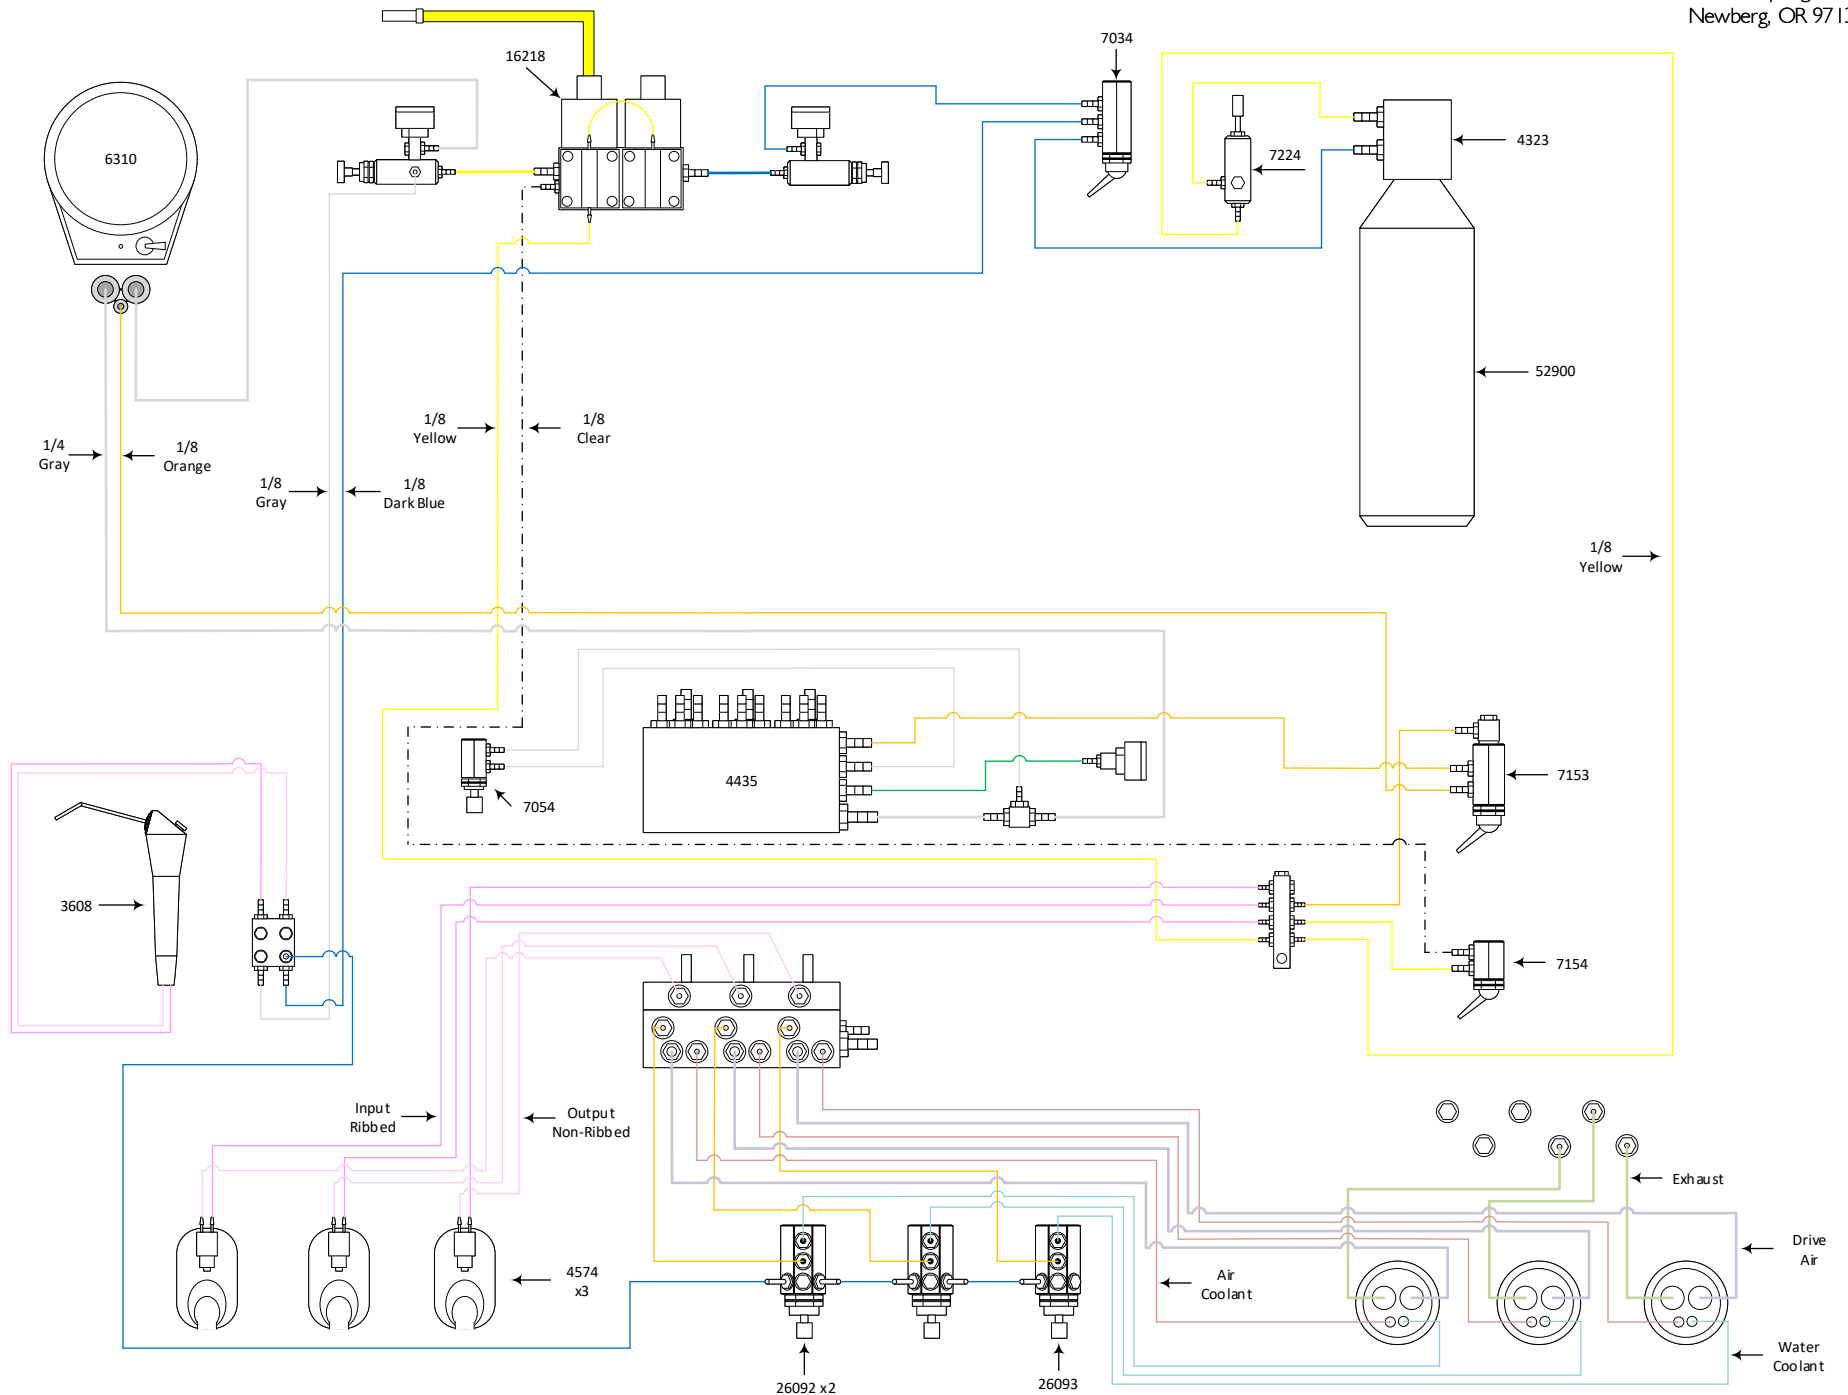 Newberg, OR 9713
16218
7034
6310
7224
4323
52900
1/8
Yellow
1/8
Clear
1/4
Gray
1/8
Orange
1/8
Gray
1/8
Dark Blue
1/8
Yellow
4435
7054
7153
3608
7154
Input
Ribbed
Output
Non-Ribbed
Exhaust
Drive
Air
4574
x3
Air
Coolant
Water
Coolant
26092 x2
26093